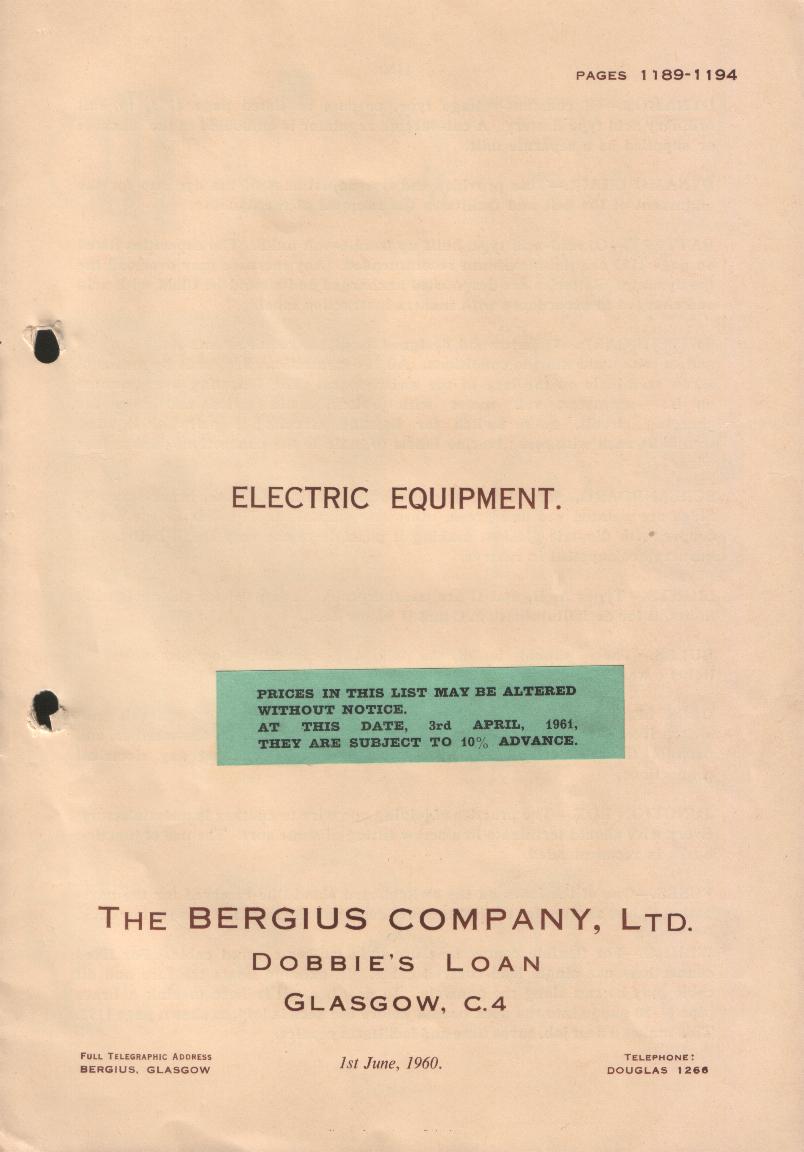 PAGES 1189-1194
ELECTRIC EQUIPMENT.
PRICES IN THIS LIST MAY BE ALTERED
WITHOUT NOTICE.
AT THIS DATE, 3rd APRIL, 1961,
THEY ARE SUBJECT TO 10% ADVANCE.
THE BERGIUS COMPANY, LTD.
DOBBIE'S LOAN
GLASGOW, C.4
FULL TELEGRAPHIC ADDRESS
BERGIUS, GLASGOW
1st June, 1960.
TELEPHONE:
DOUGLAS 1266